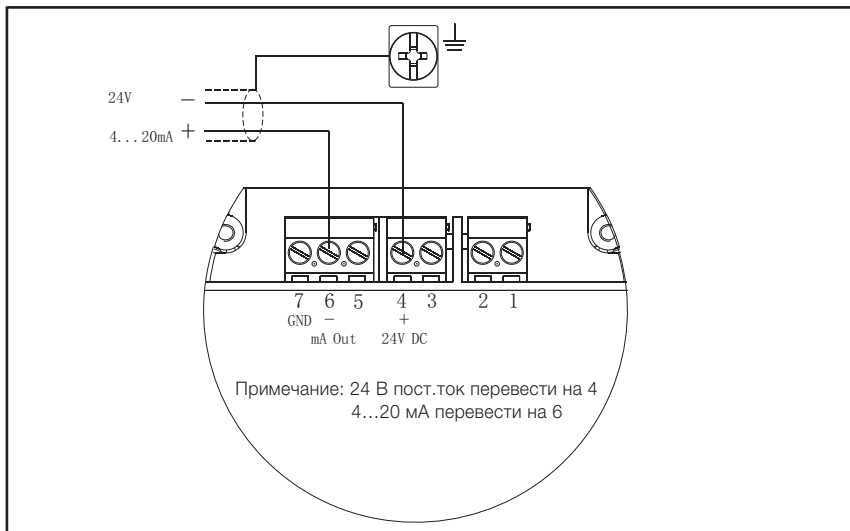 24V −
4...20mA +
7 6 5 4 3 2 1
GND − +
mA Out 24V DC
Примечание: 24 В пост.ток перевести на 4
4…20 мА перевести на 6